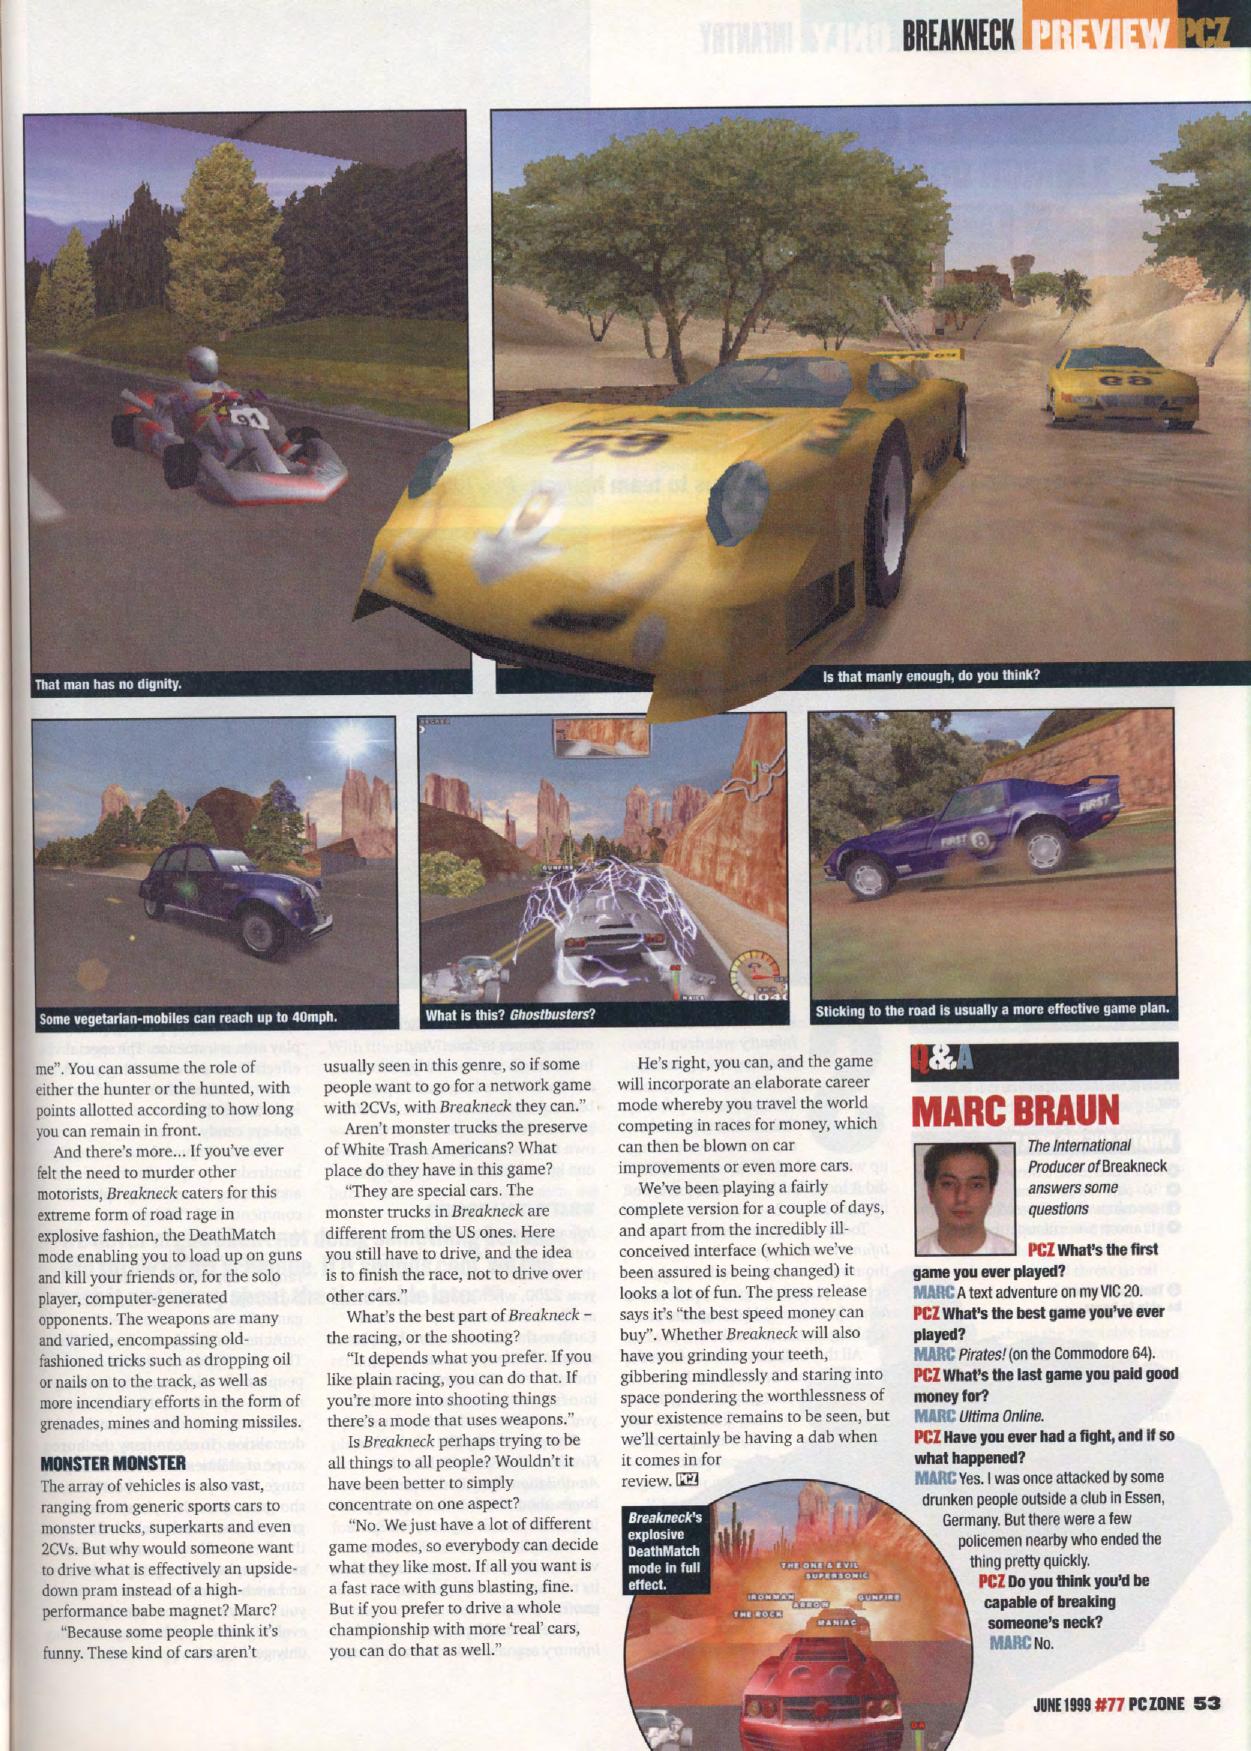 BREAKNECK PREVIEW PCZ
91
69
69
That man has no dignity.
Is that manly enough, do you think?
GUNFIRE
FIRST 8
FIRST
Some vegetarian-mobiles can reach up to 40mph.
What is this? Ghostbusters?
Sticking to the road is usually a more effective game plan.
me”. You can assume the role of
either the hunter or the hunted, with
points allotted according to how long
you can remain in front.
And there’s more... If you’ve ever
felt the need to murder other
motorists, Breakneck caters for this
extreme form of road rage in
explosive fashion, the DeathMatch
mode enabling you to load up on guns
and kill your friends or, for the solo
player, computer-generated
opponents. The weapons are many
and varied, encompassing old-
fashioned tricks such as dropping oil
or nails on to the track, as well as
more incendiary efforts in the form of
grenades, mines and homing missiles.
MONSTER MONSTER
The array of vehicles is also vast,
ranging from generic sports cars to
monster trucks, superkarts and even
2CVs. But why would someone want
to drive what is effectively an upside-
down pram instead of a high-
performance babe magnet? Marc?
“Because some people think it’s
funny. These kind of cars aren’t
usually seen in this genre, so if some
people want to go for a network game
with 2CVs, with Breakneck they can.”
Aren’t monster trucks the preserve
of White Trash Americans? What
place do they have in this game?
“They are special cars. The
monster trucks in Breakneck are
different from the US ones. Here
you still have to drive, and the idea
is to finish the race, not to drive over
other cars.”
What’s the best part of Breakneck –
the racing, or the shooting?
“It depends what you prefer. If you
like plain racing, you can do that. If
you’re more into shooting things
there’s a mode that uses weapons.”
Is Breakneck perhaps trying to be
all things to all people? Wouldn’t it
have been better to simply
concentrate on one aspect?
“No. We just have a lot of different
game modes, so everybody can decide
what they like most. If all you want is
a fast race with guns blasting, fine.
But if you prefer to drive a whole
championship with more ‘real’ cars,
you can do that as well.”
He’s right, you can, and the game
will incorporate an elaborate career
mode whereby you travel the world
competing in races for money, which
can then be blown on car
improvements or even more cars.
We’ve been playing a fairly
complete version for a couple of days,
and apart from the incredibly ill-
conceived interface (which we’ve
been assured is being changed) it
looks a lot of fun. The press release
says it’s “the best speed money can
buy”. Whether Breakneck will also
have you grinding your teeth,
gibbering mindlessly and staring into
space pondering the worthlessness of
your existence remains to be seen, but
we’ll certainly be having a dab when
it comes in for
review. PCZ
Breakneck’s
explosive
DeathMatch
mode in full
effect.
THE ONE & EVIL
SUPERSONIC
IRONMAN
ARROW
GUNFIRE
THE ROCK
MANIAC
Q&A
MARC BRAUN
The International
Producer of Breakneck
answers some
questions
PCZ What’s the first
game you ever played?
MARC A text adventure on my VIC 20.
PCZ What’s the best game you’ve ever
played?
MARC Pirates! (on the Commodore 64).
PCZ What’s the last game you paid good
money for?
MARC Ultima Online.
PCZ Have you ever had a fight, and if so
what happened?
MARC Yes. I was once attacked by some
drunken people outside a club in Essen,
Germany. But there were a few
policemen nearby who ended the
thing pretty quickly.
PCZ Do you think you’d be
capable of breaking
someone’s neck?
MARC No.
JUNE 1999 #77 PC ZONE 53